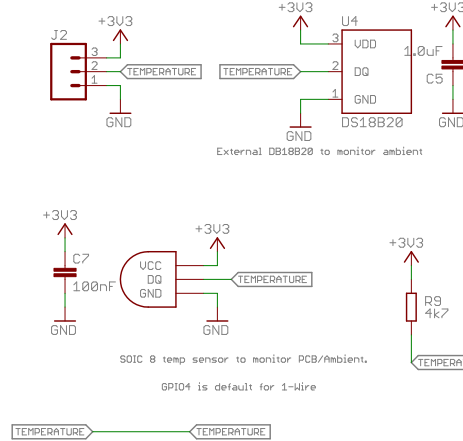 +3V3
+3V3
+3V3
J2
U4
3
2
1
TEMPERATURE
TEMPERATURE
3
2
1
VDD
DQ
GND
1.0uF
C5
GND
GND
DS18B20
GND
External DB18B20 to monitor ambient
+3V3
+3V3
+3V3
C7
100nF
VCC
DQ
GND
TEMPERATURE
R9
4k7
GND
GND
SOIC 8 temp sensor to monitor PCB/Ambient.
TEMPERA
GPIO4 is default for 1-Wire
TEMPERATURE
TEMPERATURE